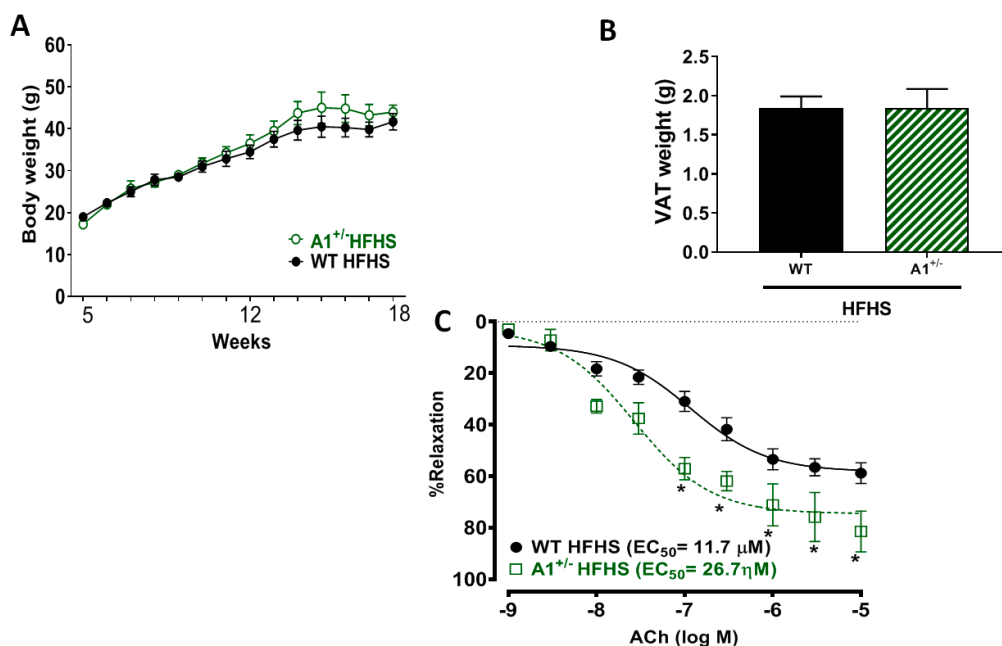 A
60
50
40
30
20
10
0
Body weight (g)
A1+/-HFHS
WT HFHS
5
12
18
Weeks
B
2.5
2.0
1.5
1.0
0.5
0.0
VAT weight (g)
WT
A1+/-
HFHS
C
0
20
40
60
80
100
%Relaxation
*
*
*
*
*
WT HFHS (EC50= 11.7 μM)
A1+/- HFHS (EC50= 26.7ηM)
-9
-8
-7
-6
-5
ACh (log M)